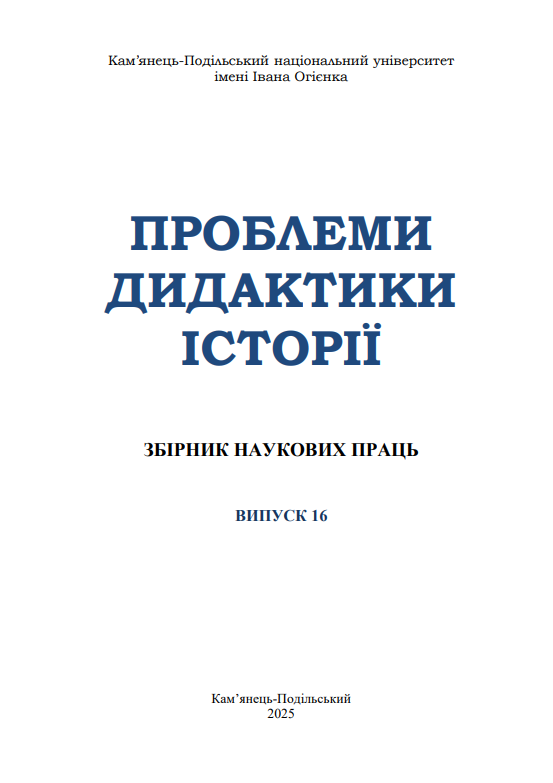 Кам’янець-Подільський національний університет
імені Івана Огієнка
ПРОБЛЕМИ
ДИДАКТИКИ
ІСТОРІЇ
ЗБІРНИК НАУКОВИХ ПРАЦЬ
ВИПУСК 16
Кам’янець-Подільський
2025